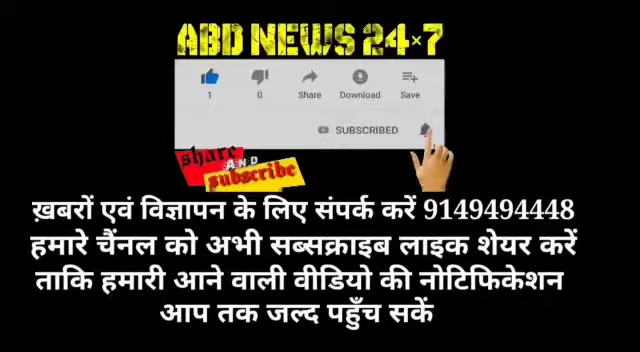 ABD NEWS 24×7
1 0 Share Download Save
SUBSCRIBED
share
AND
subscribe
ख़बरों एवं विज्ञापन के लिए संपर्क करें 9149494448
हमारे चैंनल को अभी सब्सक्राइब लाइक शेयर करें
ताकि हमारी आने वाली वीडियो की नोटिफिकेशन
आप तक जल्द पहुँच सकें